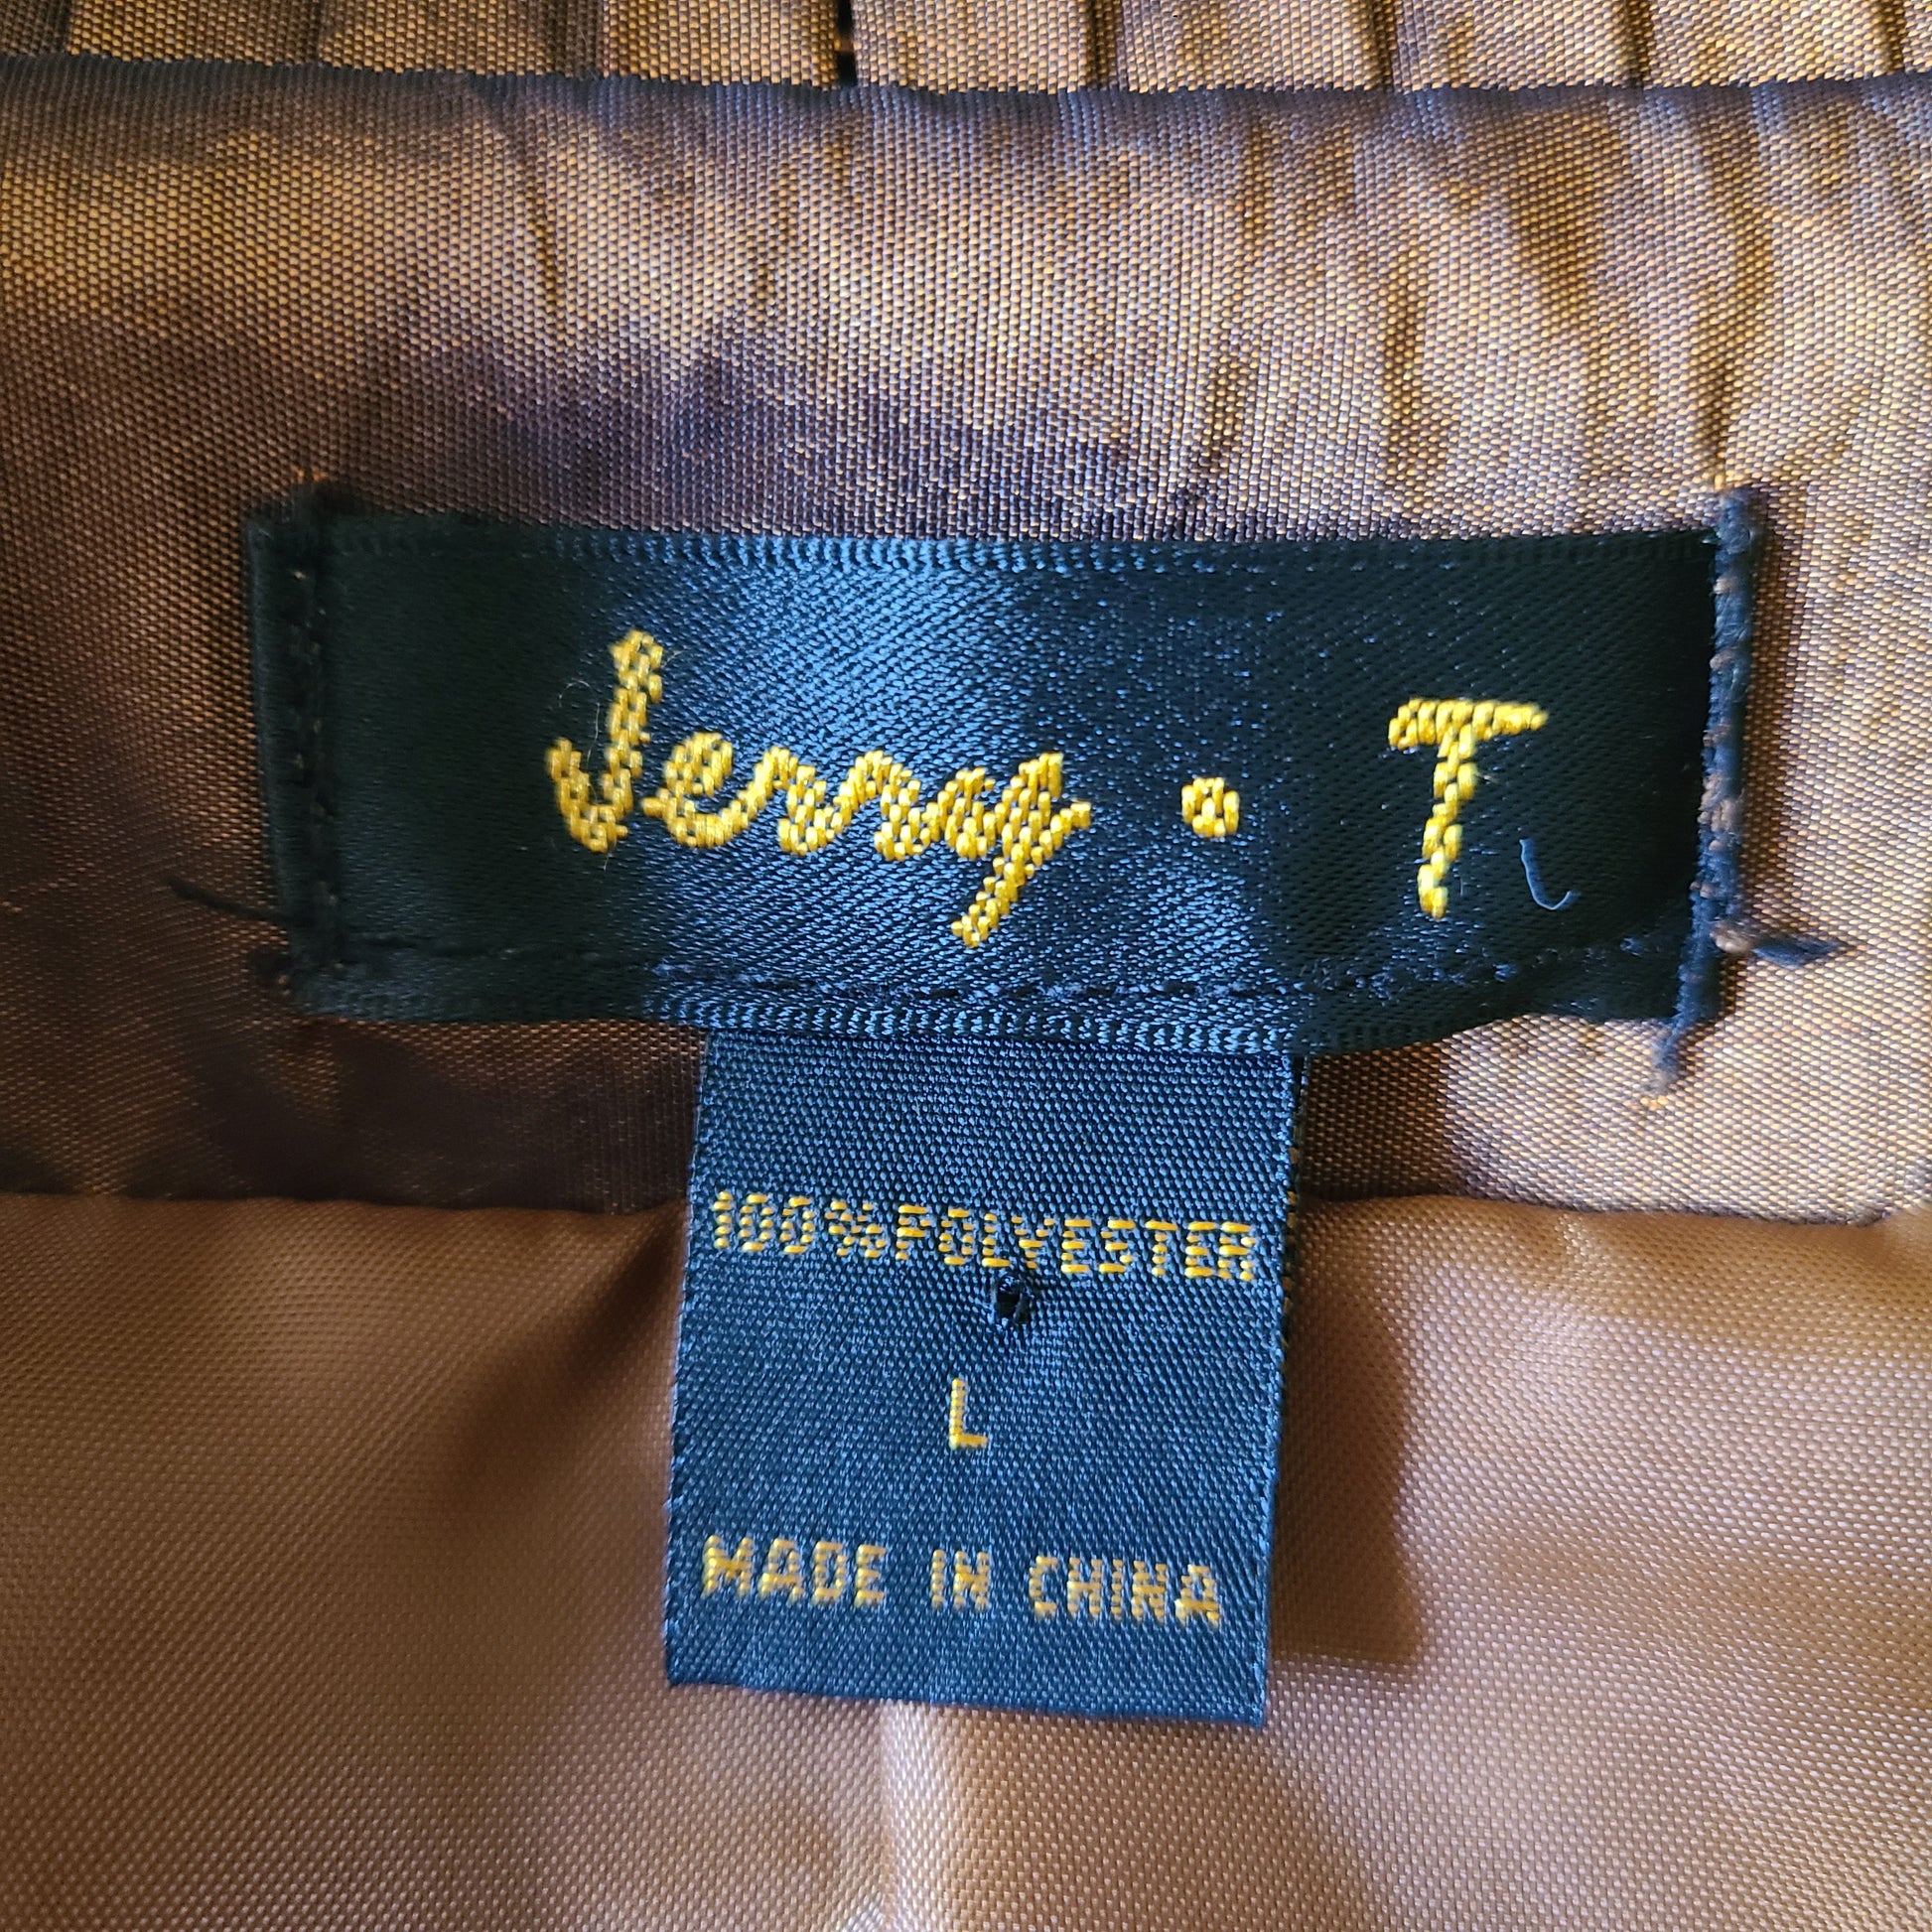 Jerry • T
100%POLYESTER
L
MADE IN CHINA